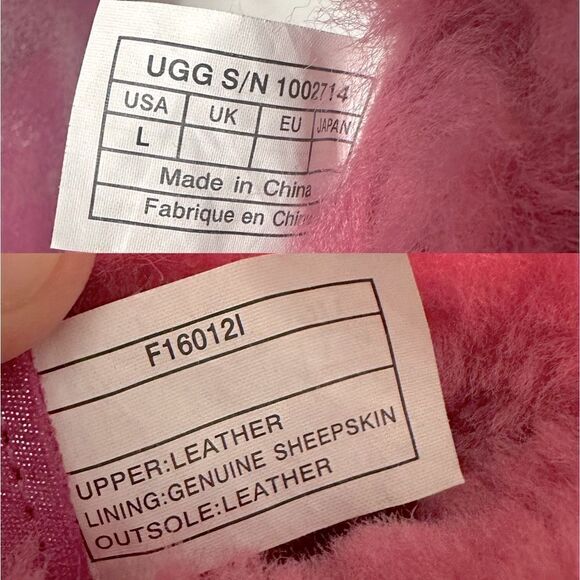 UGG S/N 1002714
USA UK EU JAPAN
L
Made in China
Fabrique en Chin
F16012I
UPPER:LEATHER
LINING:GENUINE SHEEPSKIN
OUTSOLE:LEATHER